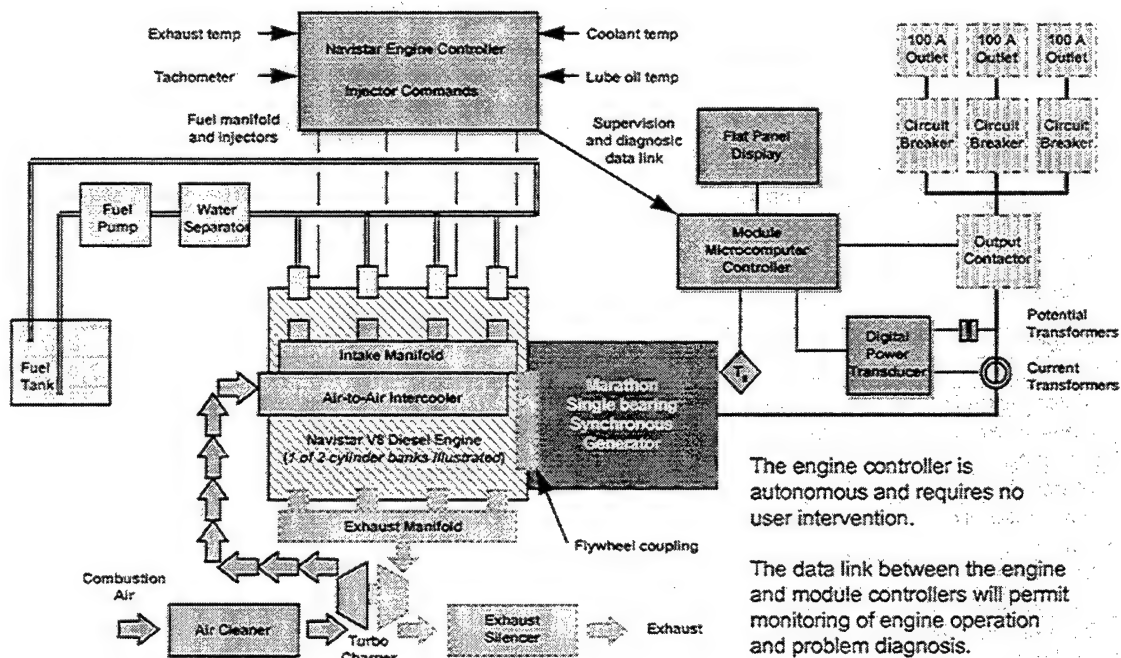 Exhaust temp
Tachometer
Navistar Engine Controller
Injector Commands
Coolant temp
Lube oil temp
100 A
Outlet
100 A
Outlet
100 A
Outlet
Fuel manifold
and injectors
Supervision
and diagnosic
data link
Flat Panel
Display
Circuit
Breaker
Circuit
Breaker
Circuit
Breaker
Fuel
Pump
Water
Separator
Module
Microcomputer
Controller
Output
Contactor
Fuel
Tank
Intake Manifold
Air-to-Air Intercooler
Navistar V8 Diesel Engine
(1 of 2 cylinder banks illustrated)
Exhaust Manifold
Marathon
Single bearing
Synchronous
Generator
Digital
Power
Transducer
Potential
Transformers
Current
Transformers
Flywheel coupling
Combustion
Air
Air Cleaner
Turbo
Charger
Exhaust
Silencer
Exhaust
The engine controller is
autonomous and requires no
user intervention.
The data link between the engine
and module controllers will permit
monitoring of engine operation
and problem diagnosis.